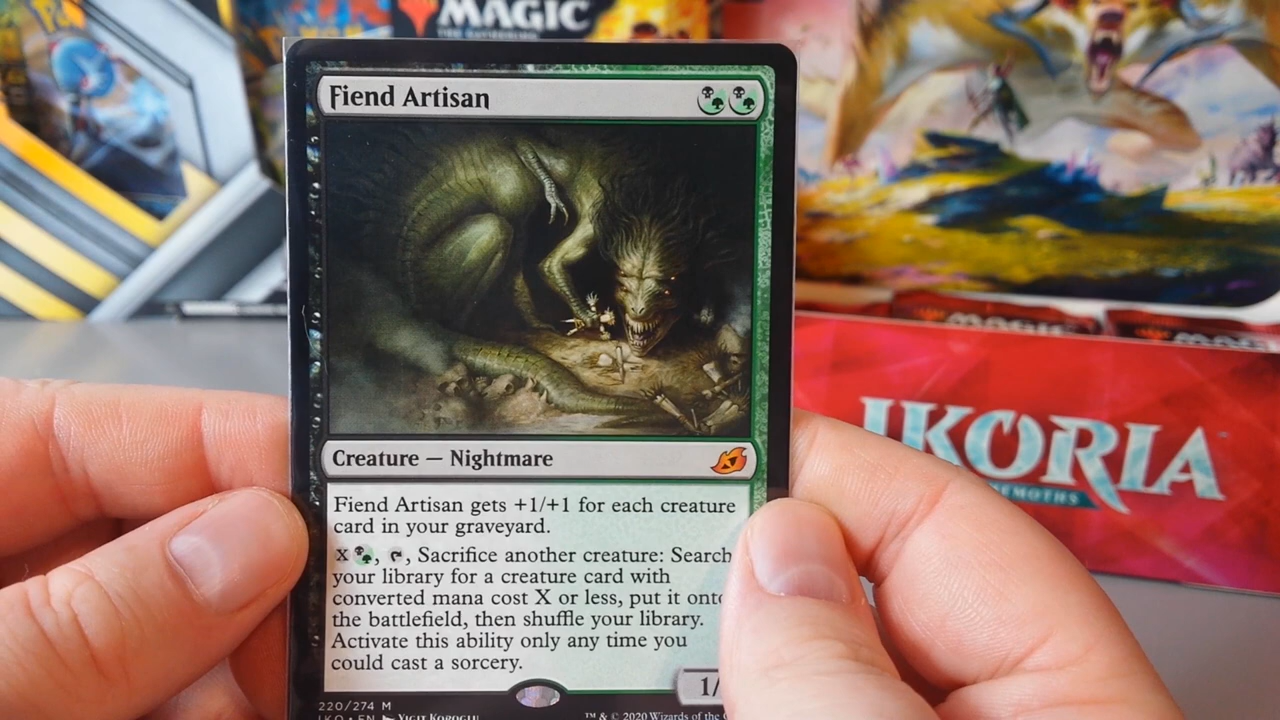 MAGIC
THE GATHERING
Fiend Artisan
Creature — Nightmare
Fiend Artisan gets +1/+1 for each creature
card in your graveyard.
X , , Sacrifice another creature: Search
your library for a creature card with
converted mana cost X or less, put it onto
the battlefield, then shuffle your library.
Activate this ability only any time you
could cast a sorcery.
1/
220/274 M
IKO • EN YIGIT KOROGLU
™ & © 2020 Wizards of the
MAGIC
IKORIA